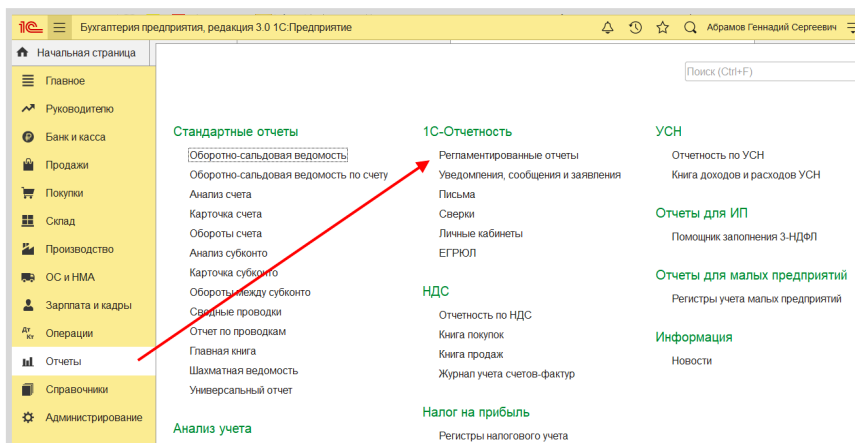 1С Бухгалтерия предприятия, редакция 3.0 1С:Предприятие
Абрамов Геннадий Сергеевич
Начальная страница
Поиск (Ctrl+F)
Главное
Руководителю
Банк и касса
Продажи
Покупки
Склад
Производство
ОС и НМА
Зарплата и кадры
Дт Кт Операции
Отчеты
Справочники
Администрирование
Стандартные отчеты
Оборотно-сальдовая ведомость
Оборотно-сальдовая ведомость по счету
Анализ счета
Карточка счета
Обороты счета
Анализ субконто
Карточка субконто
Обороты между субконто
Сводные проводки
Отчет по проводкам
Главная книга
Шахматная ведомость
Универсальный отчет
Анализ учета
1С-Отчетность
Регламентированные отчеты
Уведомления, сообщения и заявления
Письма
Сверки
Личные кабинеты
ЕГРЮЛ
НДС
Отчетность по НДС
Книга покупок
Книга продаж
Журнал учета счетов-фактур
Налог на прибыль
Регистры налогового учета
УСН
Отчетность по УСН
Книга доходов и расходов УСН
Отчеты для ИП
Помощник заполнения 3-НДФЛ
Отчеты для малых предприятий
Регистры учета малых предприятий
Информация
Новости